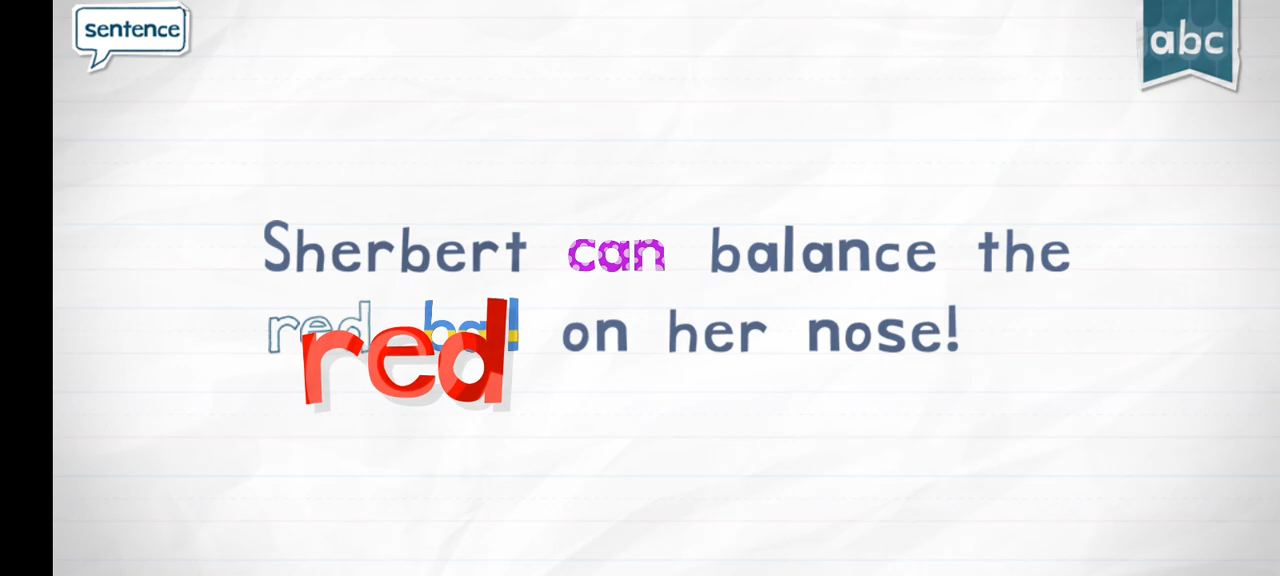 sentence
abc
Sherbert can balance the
red ball on her nose!
red